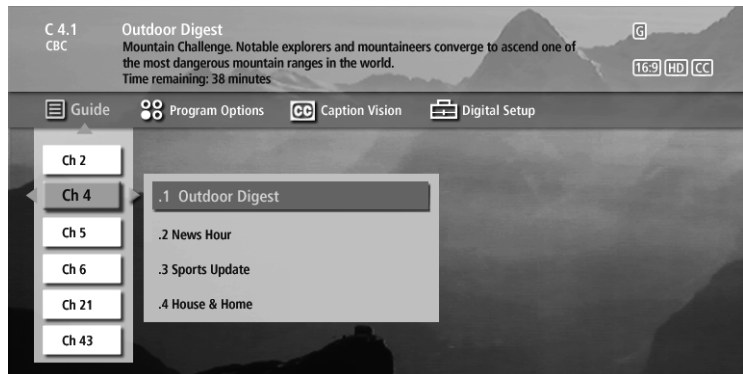 C 4.1 Outdoor Digest G
CBC Mountain Challenge. Notable explorers and mountaineers converge to ascend one of
the most dangerous mountain ranges in the world. 16:9 HD CC
Time remaining: 38 minutes
Guide Program Options CC Caption Vision Digital Setup
Ch 2
Ch 4 .1 Outdoor Digest
Ch 5 .2 News Hour
Ch 6 .3 Sports Update
Ch 21 .4 House & Home
Ch 43